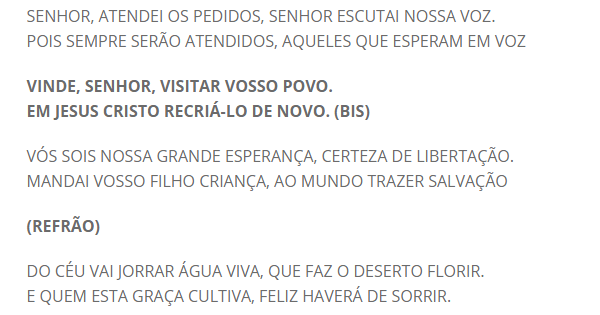 SENHOR, ATENDEI OS PEDIDOS, SENHOR ESCUTAI NOSSA VOZ.
POIS SEMPRE SERÃO ATENDIDOS, AQUELES QUE ESPERAM EM VOZ
VINDE, SENHOR, VISITAR VOSSO POVO.
EM JESUS CRISTO RECRIÁ-LO DE NOVO. (BIS)
VÓS SOIS NOSSA GRANDE ESPERANÇA, CERTEZA DE LIBERTAÇÃO.
MANDAI VOSSO FILHO CRIANÇA, AO MUNDO TRAZER SALVAÇÃO
(REFRÃO)
DO CÉU VAI JORRAR ÁGUA VIVA, QUE FAZ O DESERTO FLORIR.
E QUEM ESTA GRAÇA CULTIVA, FELIZ HAVERÁ DE SORRIR.